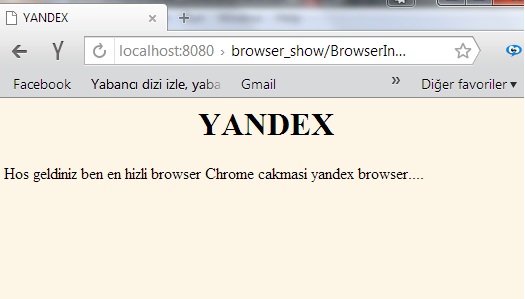 YANDEX
localhost:8080 › browser_show/BrowserIn...
Facebook Yabancı dizi izle, yaba Gmail » Diğer favoriler ▾
YANDEX
Hos geldiniz ben en hizli browser Chrome cakmasi yandex browser....